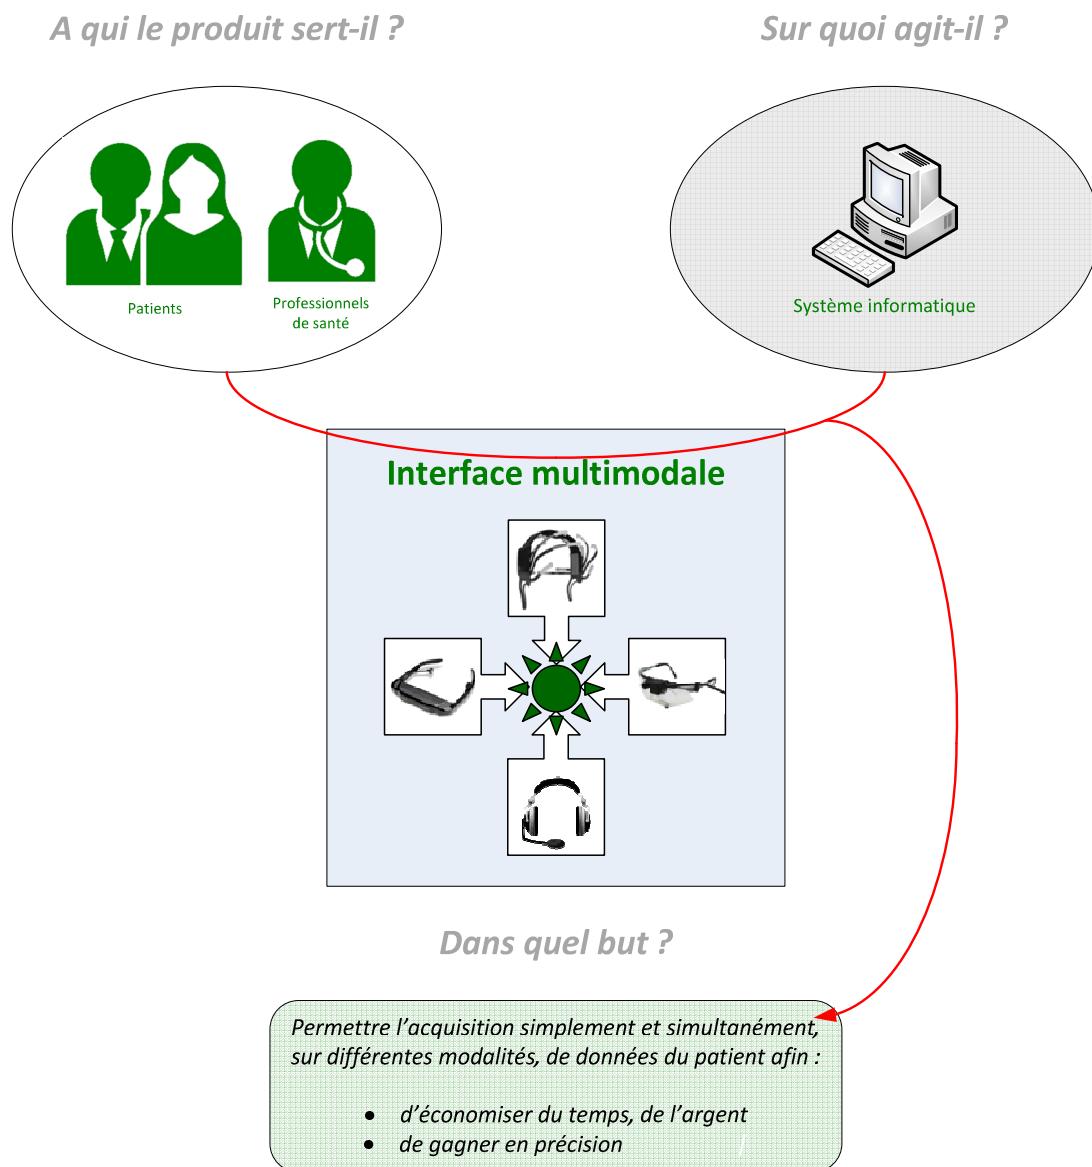 A qui le produit sert-il ?
Sur quoi agit-il ?
Patients
Professionnels
de santé
Système informatique
Interface multimodale
Dans quel but ?
Permettre l'acquisition simplement et simultanément,
sur différentes modalités, de données du patient afin :
• d'économiser du temps, de l'argent
• de gagner en précision